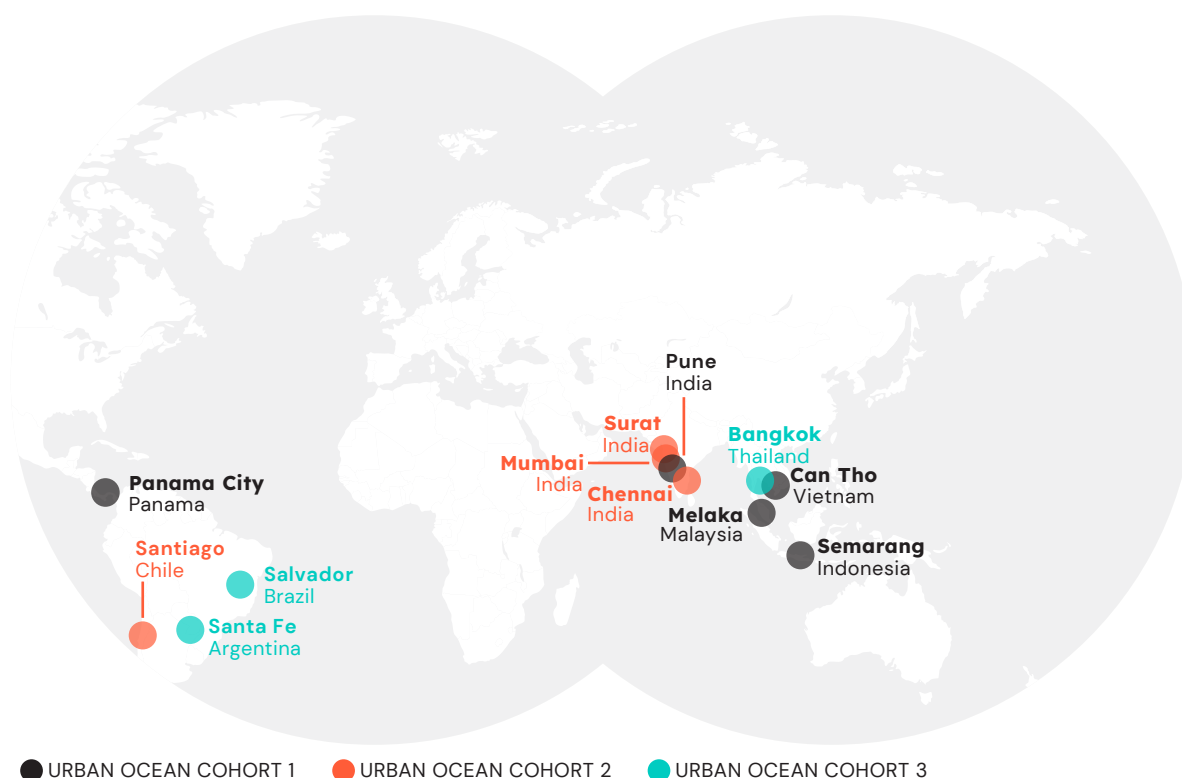 Pune
India
Surat
India
Bangkok
Thailand
Mumbai
India
Can Tho
Vietnam
Panama City
Panama
Chennai
India
Melaka
Malaysia
Santiago
Chile
Semarang
Indonesia
Salvador
Brazil
Santa Fe
Argentina
URBAN OCEAN COHORT 1
URBAN OCEAN COHORT 2
URBAN OCEAN COHORT 3